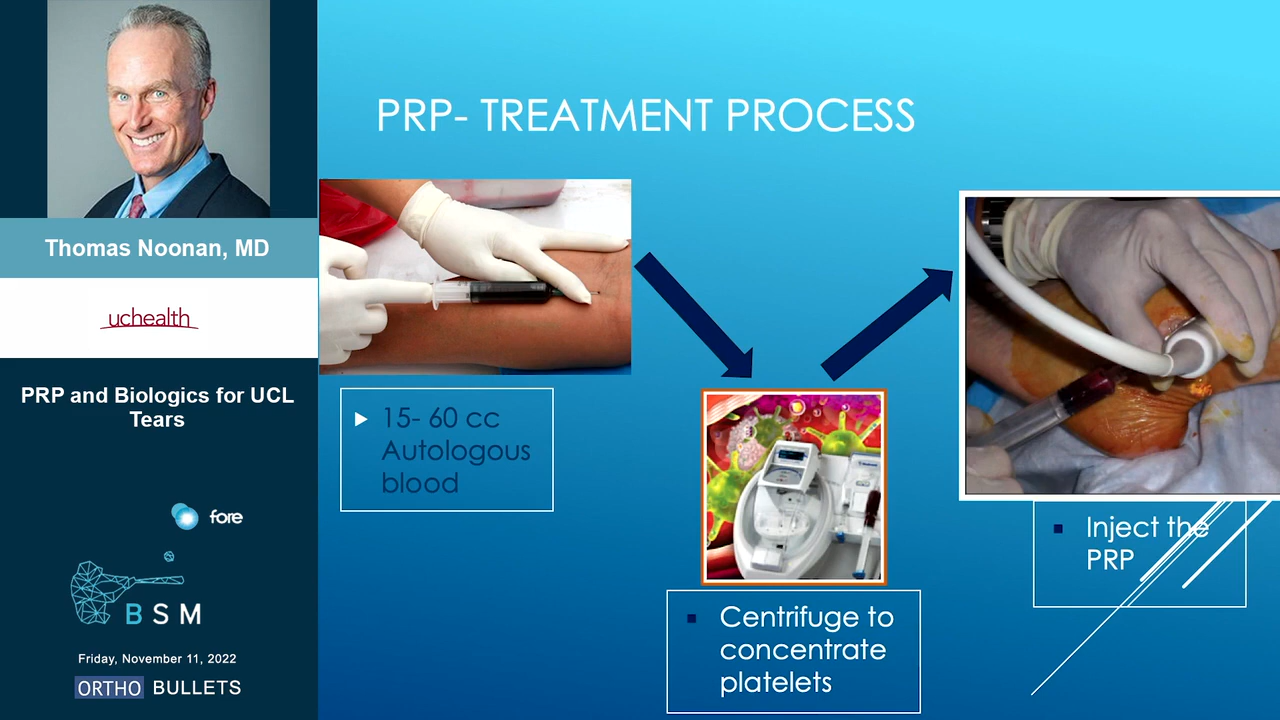 Thomas Noonan, MD
uchealth
PRP and Biologics for UCL
Tears
fore
B S M
Friday, November 11, 2022
ORTHO BULLETS
PRP- TREATMENT PROCESS
15- 60 cc
Autologous
blood
Centrifuge to
concentrate
platelets
Inject the
PRP